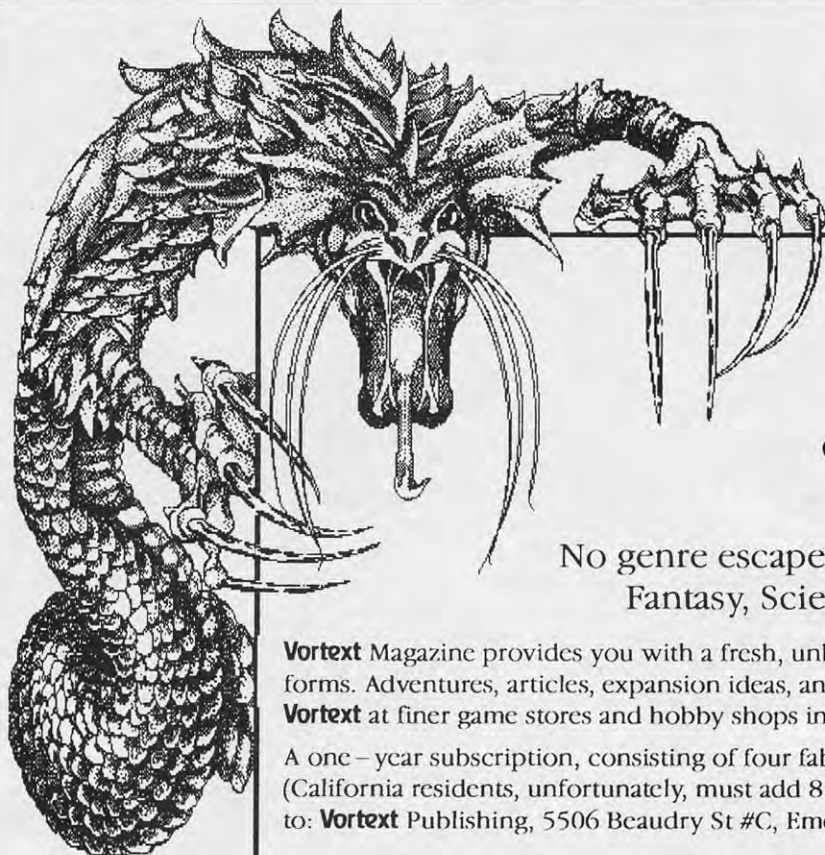 No genre escape
Fantasy, Scie
Vortext Magazine provides you with a fresh, unl
forms. Adventures, articles, expansion ideas, an
Vortext at finer game stores and hobby shops in
A one – year subscription, consisting of four fab
(California residents, unfortunately, must add 8
to: Vortext Publishing, 5506 Beaudry St #C, Eme